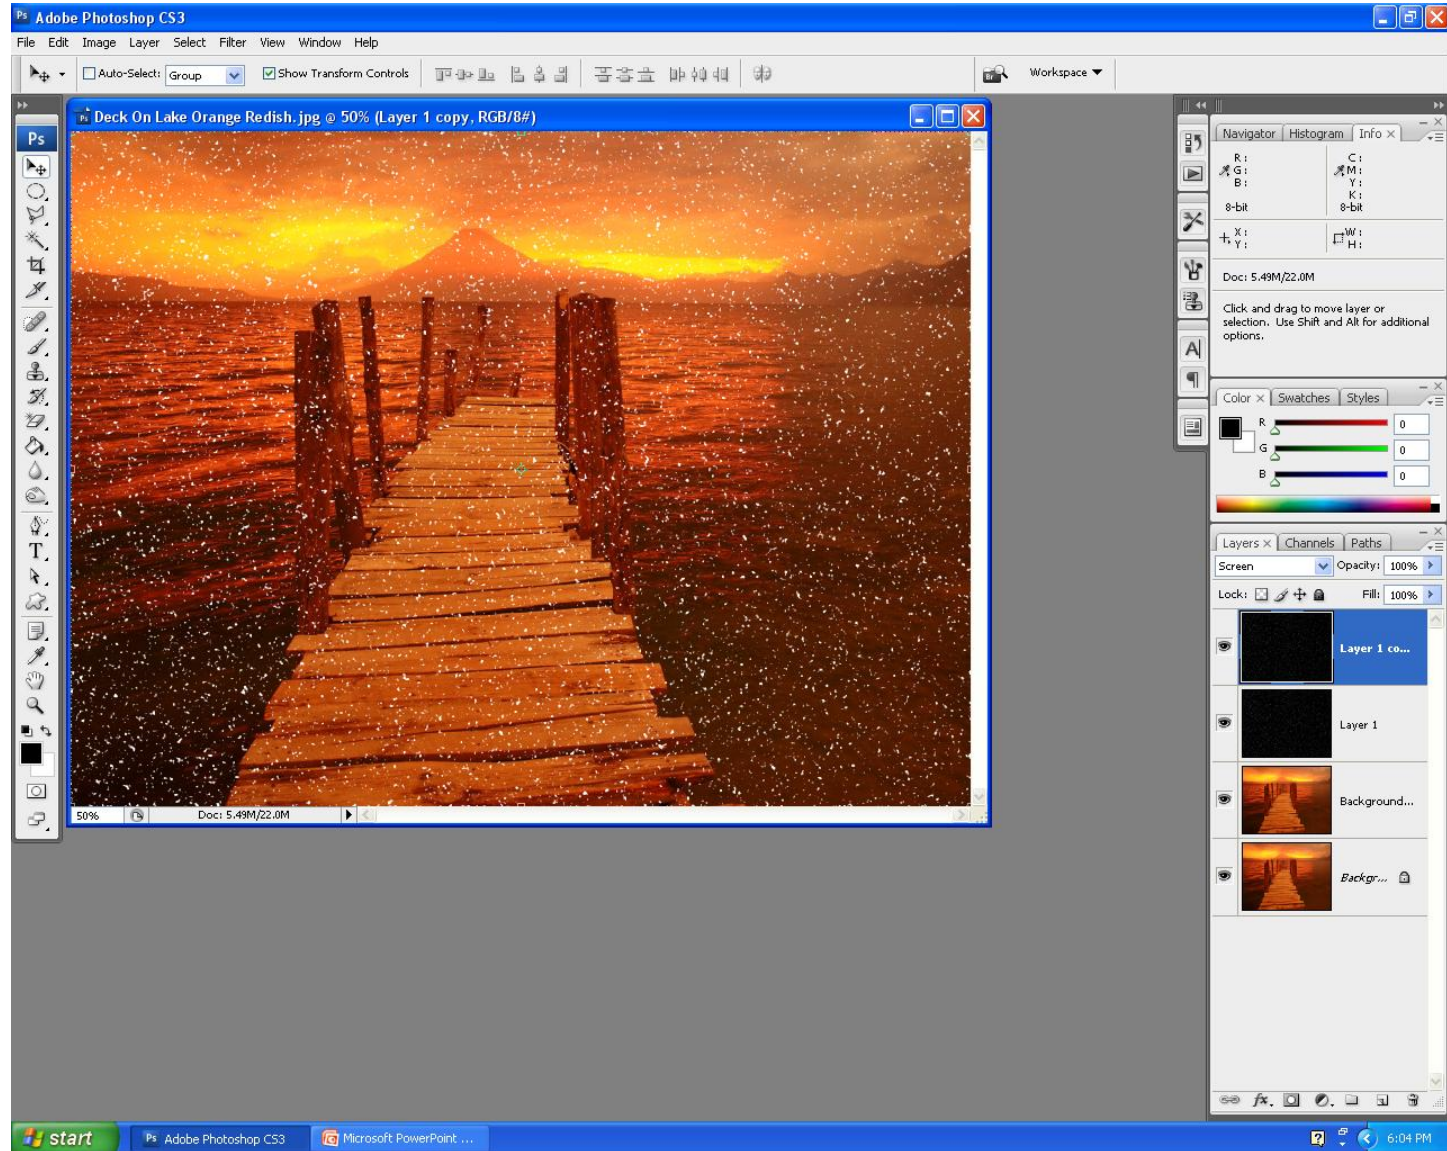 Ps Adobe Photoshop CS3
File Edit Image Layer Select Filter View Window Help
Auto-Select: Group Show Transform Controls Br Workspace
Deck On Lake Orange Redish.jpg @ 50% (Layer 1 copy, RGB/8#)
Ps
T
A
50% Doc: 5.49M/22.0M
Navigator Histogram Info
R: C:
G: M:
B: Y:
K:
8-bit 8-bit
X: W:
Y: H:
Doc: 5.49M/22.0M
Click and drag to move layer or
selection. Use Shift and Alt for additional
options.
Color Swatches Styles
R 0
G 0
B 0
Layers Channels Paths
Screen Opacity: 100%
Lock: Fill: 100%
Layer 1 co...
Layer 1
Background...
Backgr...
fx.
start Ps Adobe Photoshop CS3 Microsoft PowerPoint ... ? 6:04 PM